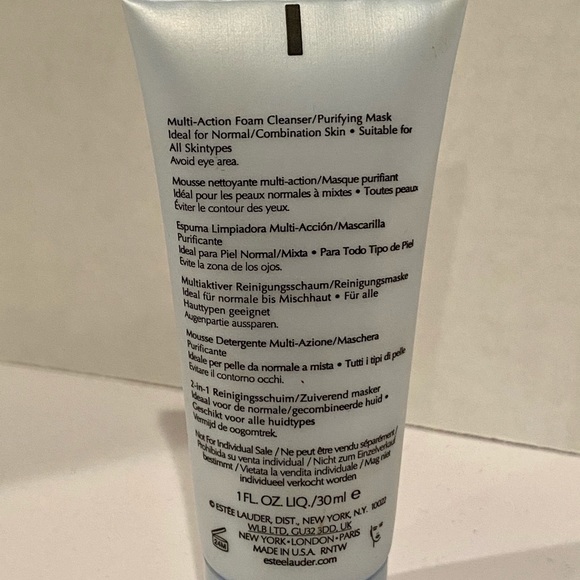 Multi-Action Foam Cleanser/Purifying Mask
Ideal for Normal/Combination Skin • Suitable for
All Skintypes
Avoid eye area.
Mousse nettoyante multi-action/Masque purifiant
Idéal pour les peaux normales à mixtes • Toutes peaux
Éviter le contour des yeux.
Espuma Limpiadora Multi-Acción/Mascarilla
Purificante
Ideal para Piel Normal/Mixta • Para Todo Tipo de Piel
Evite la zona de los ojos.
Multiaktiver Reinigungsschaum/Reinigungsmaske
Ideal für normale bis Mischhaut • Für alle
Hauttypen geeignet
Augenpartie aussparen.
Mousse Detergente Multi-Azione/Maschera
Purificante
Ideale per pelle da normale a mista • Tutti i tipi di pelle
Evitare il contorno occhi.
2-in-1 Reinigingsschuim/Zuiverend masker
Ideaal voor de normale/gecombineerde huid •
Geschikt voor alle huidtypes
Vermijd de oogomtrek.
Not For Individual Sale / Ne peut être vendu séparément /
Prohibida su venta individual / Nicht zum Einzelverkauf
bestimmt / Vietata la vendita individuale / Mag niet
individueel verkocht worden
1 FL. OZ. LIQ./30 ml e
© ESTĒE LAUDER, DIST., NEW YORK, N.Y. 10022
WLB LTD, GU32 3DD, UK
NEW YORK • LONDON • PARIS
24M
MADE IN U.S.A. RNTW
esteelauder.com